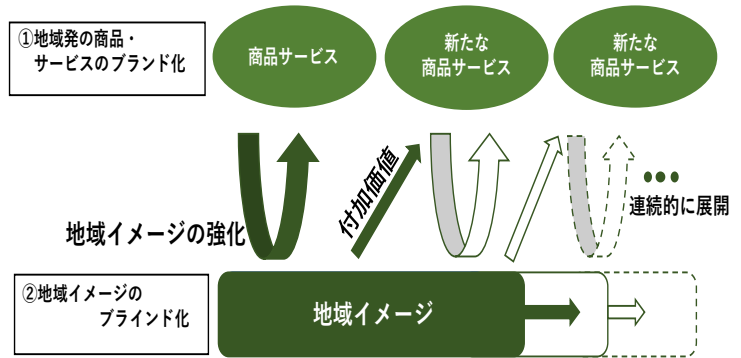 ①地域発の商品・
サービスのブランド化
商品サービス
新たな
商品サービス
新たな
商品サービス
付加価値
連続的に展開
地域イメージの強化
②地域イメージの
ブラインド化
地域イメージ